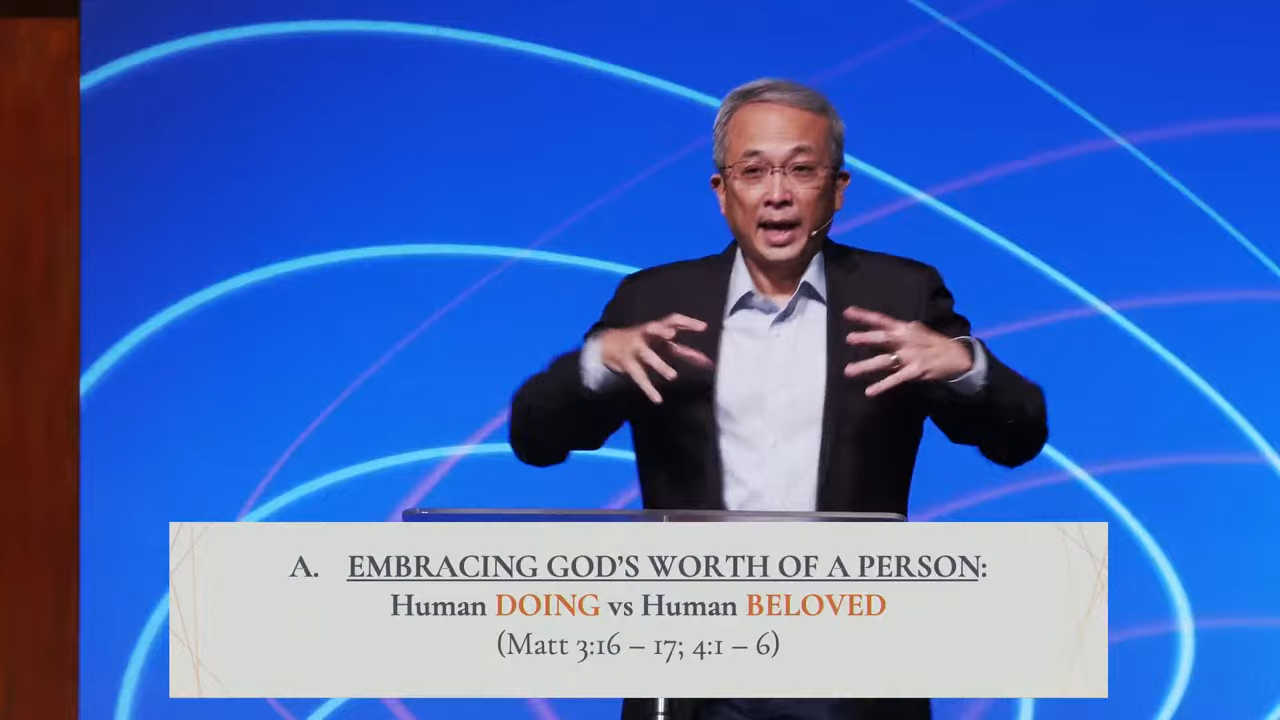 A. EMBRACING GOD'S WORTH OF A PERSON:
Human DOING vs Human BELOVED
(Matt 3:16 – 17; 4:1 – 6)